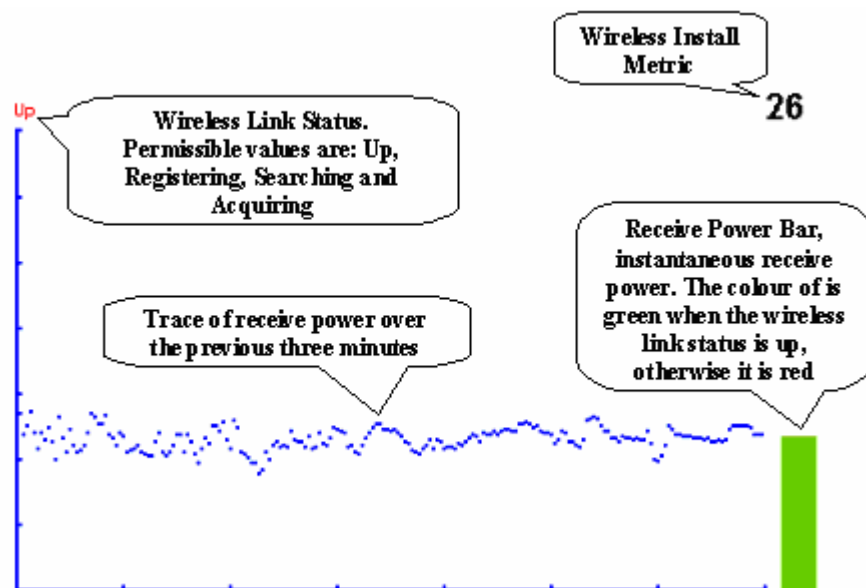 Wireless Install
Metric
26
Up
Wireless Link Status.
Permissible values are: Up,
Registering, Searching and
Acquiring
Receive Power Bar,
instantaneous receive
power. The colour of is
green when the wireless
link status is up,
otherwise it is red
Trace of receive power over
the previous three minutes